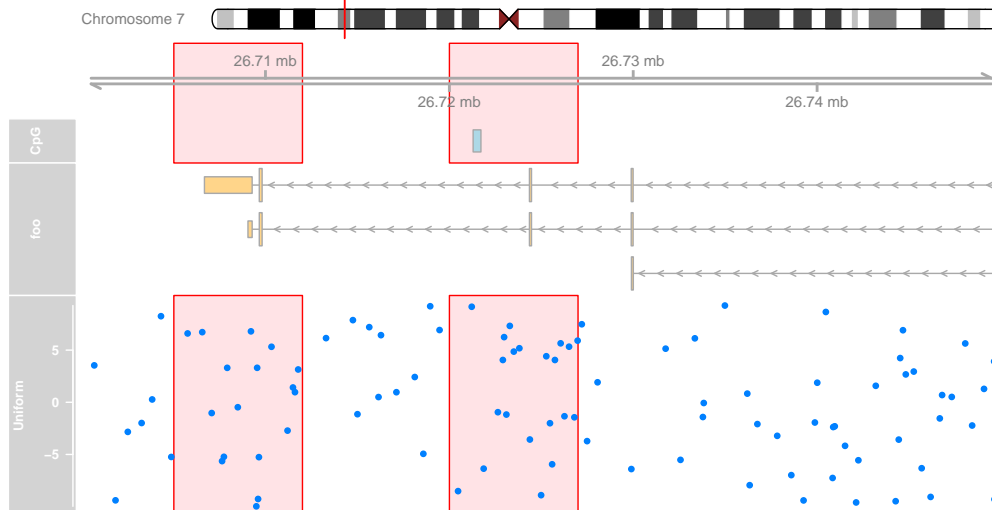 Chromosome 7
26.71 mb
26.73 mb
26.72 mb
26.74 mb
CpG
foo
Uniform
5
0
−5